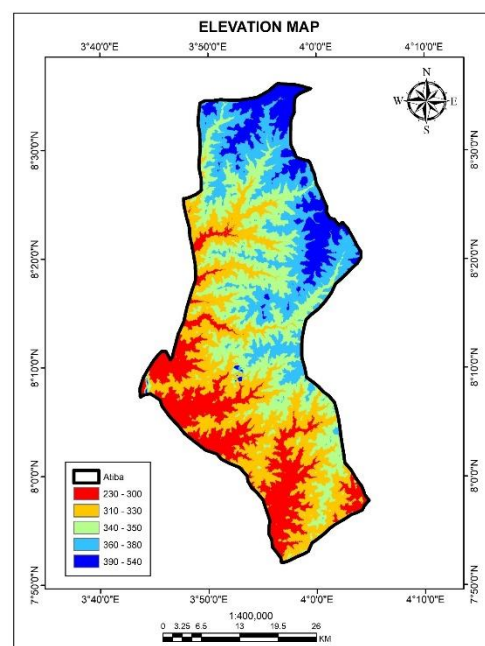 ELEVATION MAP
3°40'0"E 3°50'0"E 4°0'0"E 4°10'0"E
N
W E
S
8°30'0"N 8°30'0"N
8°20'0"N 8°20'0"N
8°10'0"N 8°10'0"N
8°0'0"N 8°0'0"N
7°50'0"N 7°50'0"N
Atiba
230 - 300
310 - 330
340 - 350
360 - 380
390 - 540
3°40'0"E 3°50'0"E 4°0'0"E 4°10'0"E
1:400,000
0 3.25 6.5 13 19.5 26
KM